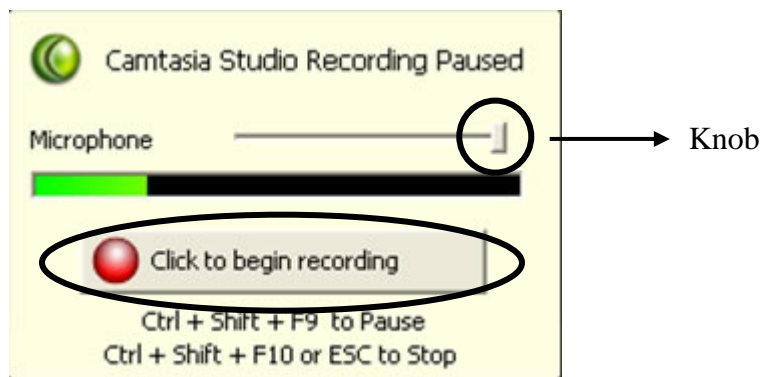 Camtasia Studio Recording Paused
Microphone
Knob
Click to begin recording
Ctrl + Shift + F9 to Pause
Ctrl + Shift + F10 or ESC to Stop